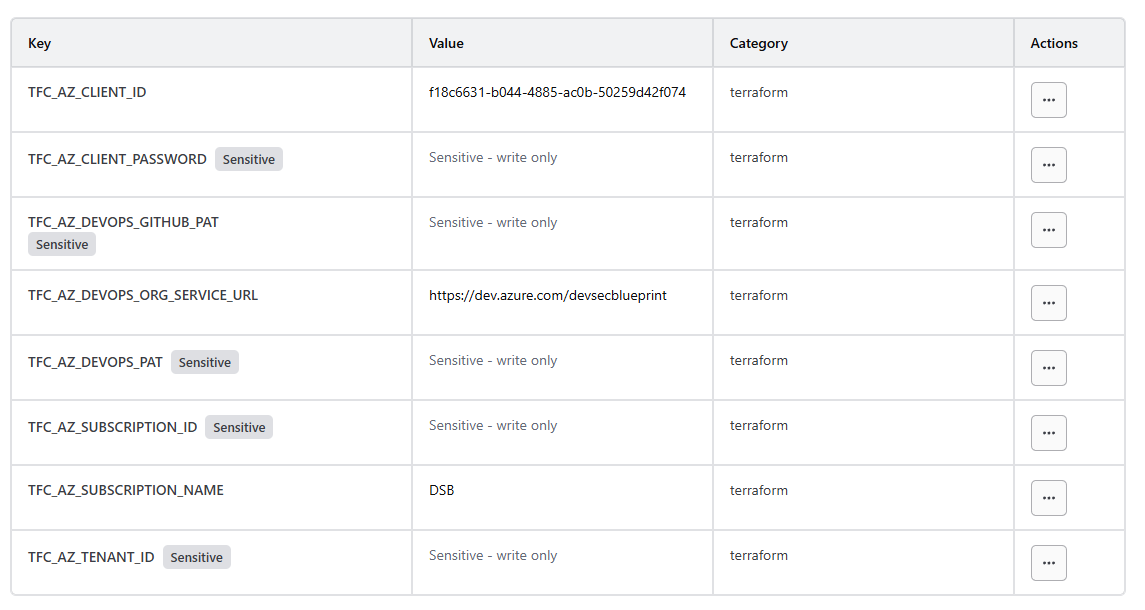 Key Value Category Actions
TFC_AZ_CLIENT_ID f18c6631-b044-4885-ac0b-50259d42f074 terraform ...
TFC_AZ_CLIENT_PASSWORD Sensitive Sensitive - write only terraform ...
TFC_AZ_DEVOPS_GITHUB_PAT Sensitive - write only terraform ...
Sensitive
TFC_AZ_DEVOPS_ORG_SERVICE_URL https://dev.azure.com/devsecblueprint terraform ...
TFC_AZ_DEVOPS_PAT Sensitive Sensitive - write only terraform ...
TFC_AZ_SUBSCRIPTION_ID Sensitive Sensitive - write only terraform ...
TFC_AZ_SUBSCRIPTION_NAME DSB terraform ...
TFC_AZ_TENANT_ID Sensitive Sensitive - write only terraform ...